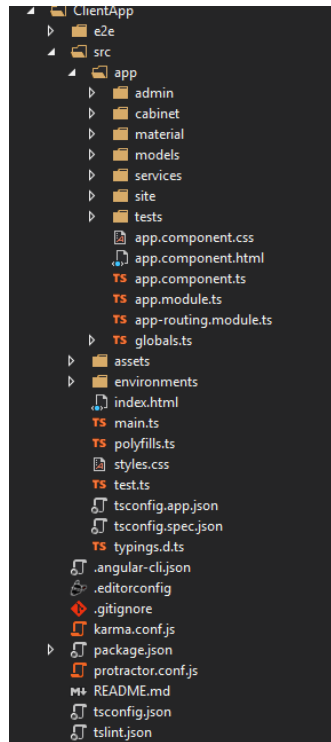 ClientApp
e2e
src
app
admin
cabinet
material
models
services
site
tests
app.component.css
app.component.html
TS app.component.ts
TS app.module.ts
TS app-routing.module.ts
TS globals.ts
assets
environments
index.html
TS main.ts
TS polyfills.ts
styles.css
TS test.ts
tsconfig.app.json
tsconfig.spec.json
TS typings.d.ts
.angular-cli.json
.editorconfig
.gitignore
karma.conf.js
package.json
protractor.conf.js
M+ README.md
tsconfig.json
tslint.json